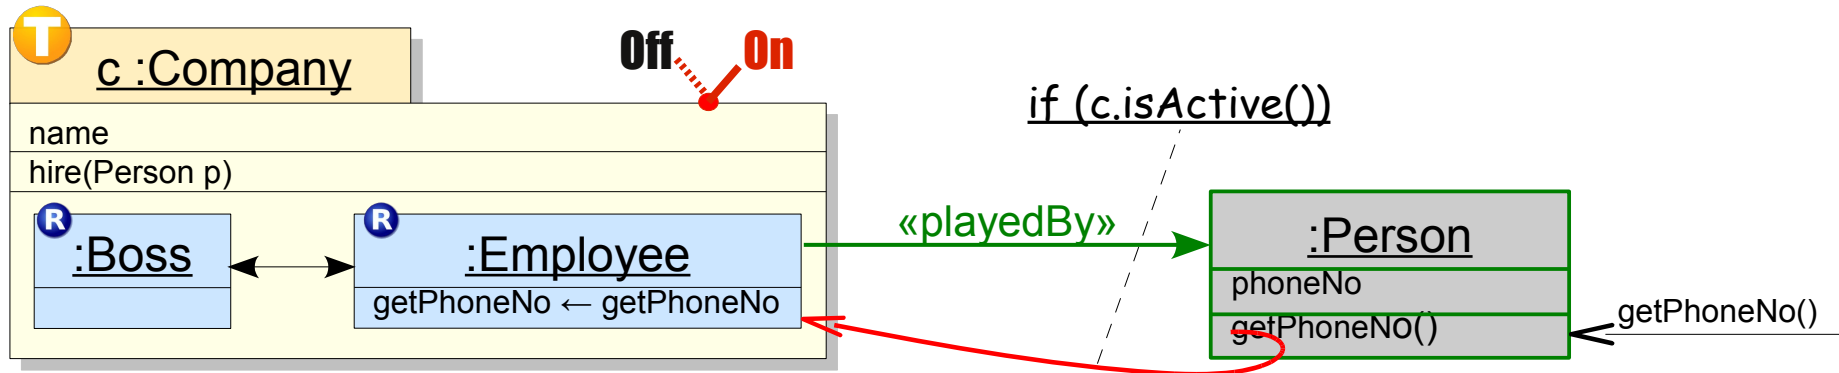 T
c :Company
Off On
if (c.isActive())
name
hire(Person p)
R
:Boss
R
:Employee
getPhoneNo ← getPhoneNo
«playedBy»
:Person
phoneNo
getPhoneNo()
getPhoneNo()